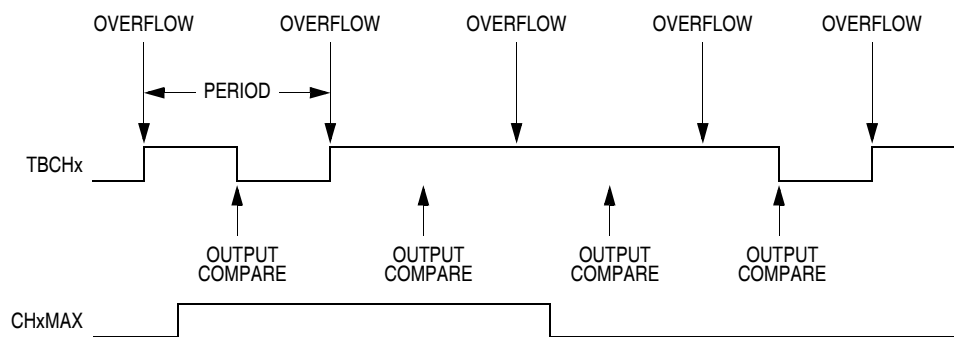 OVERFLOW OVERFLOW OVERFLOW OVERFLOW OVERFLOW
PERIOD
TBCHx
OUTPUT COMPARE
OUTPUT COMPARE
OUTPUT COMPARE
OUTPUT COMPARE
CHxMAX